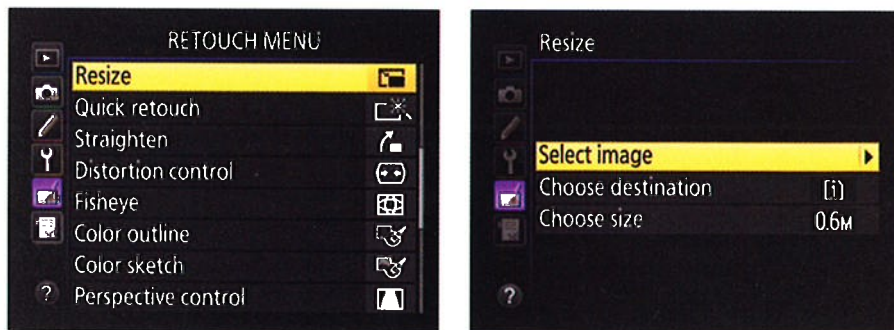 RETOUCH MENU
Resize
Quick retouch
Straighten
Distortion control
Fisheye
Color outline
Color sketch
Perspective control
?
Resize
Select image
Choose destination [1]
Choose size 0.6M
?